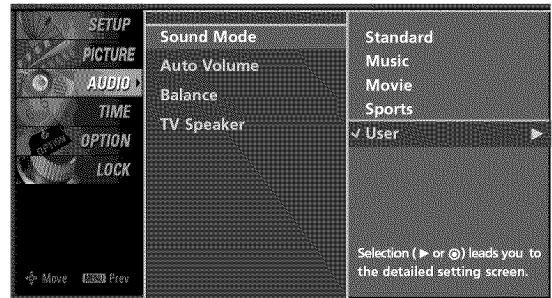 SETUP
PICTURE
AUDIO
TIME
OPTION
LOCK
Move MENU Prev
Sound Mode
Auto Volume
Balance
TV Speaker
Standard
Music
Movie
Sports
✓ User ▶
Selection ( ▶ or ◉) leads you to
the detailed setting screen.